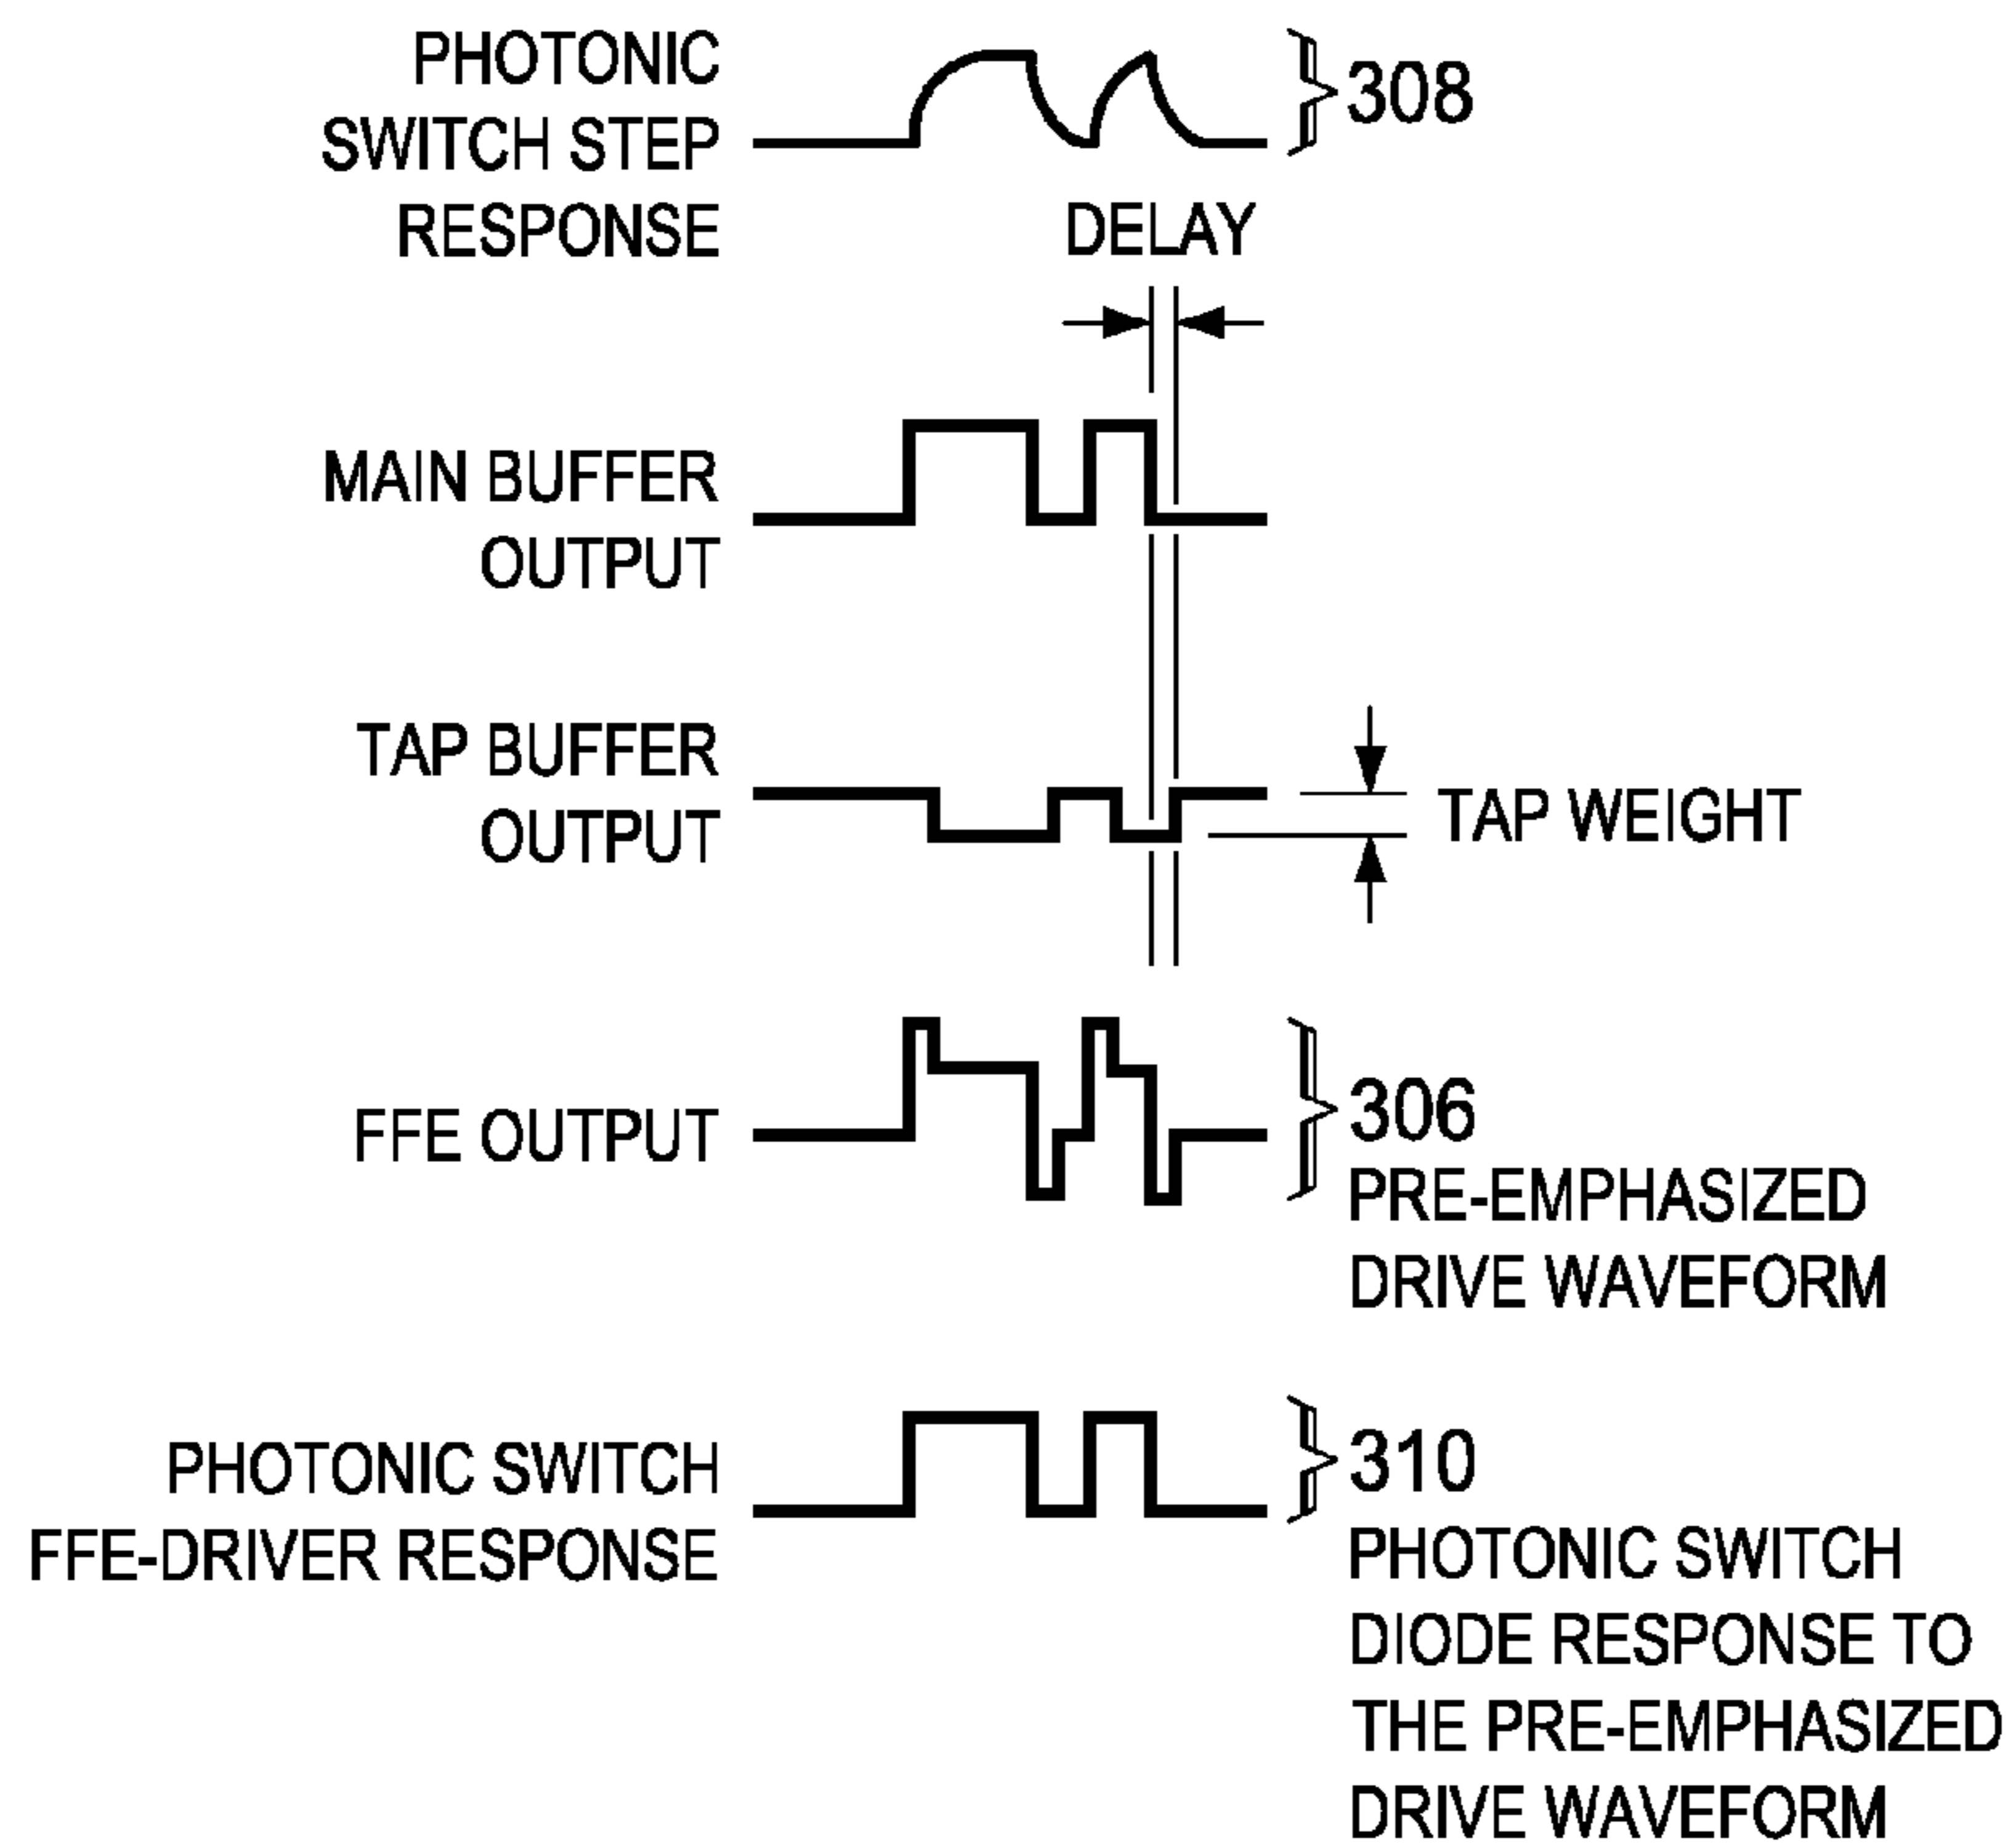 PHOTONIC
SWITCH STEP
RESPONSE
308
DELAY
MAIN BUFFER
OUTPUT
TAP BUFFER
OUTPUT
TAP WEIGHT
FFE OUTPUT
306
PRE-EMPHASIZED
DRIVE WAVEFORM
PHOTONIC SWITCH
FFE-DRIVER RESPONSE
310
PHOTONIC SWITCH
DIODE RESPONSE TO
THE PRE-EMPHASIZED
DRIVE WAVEFORM